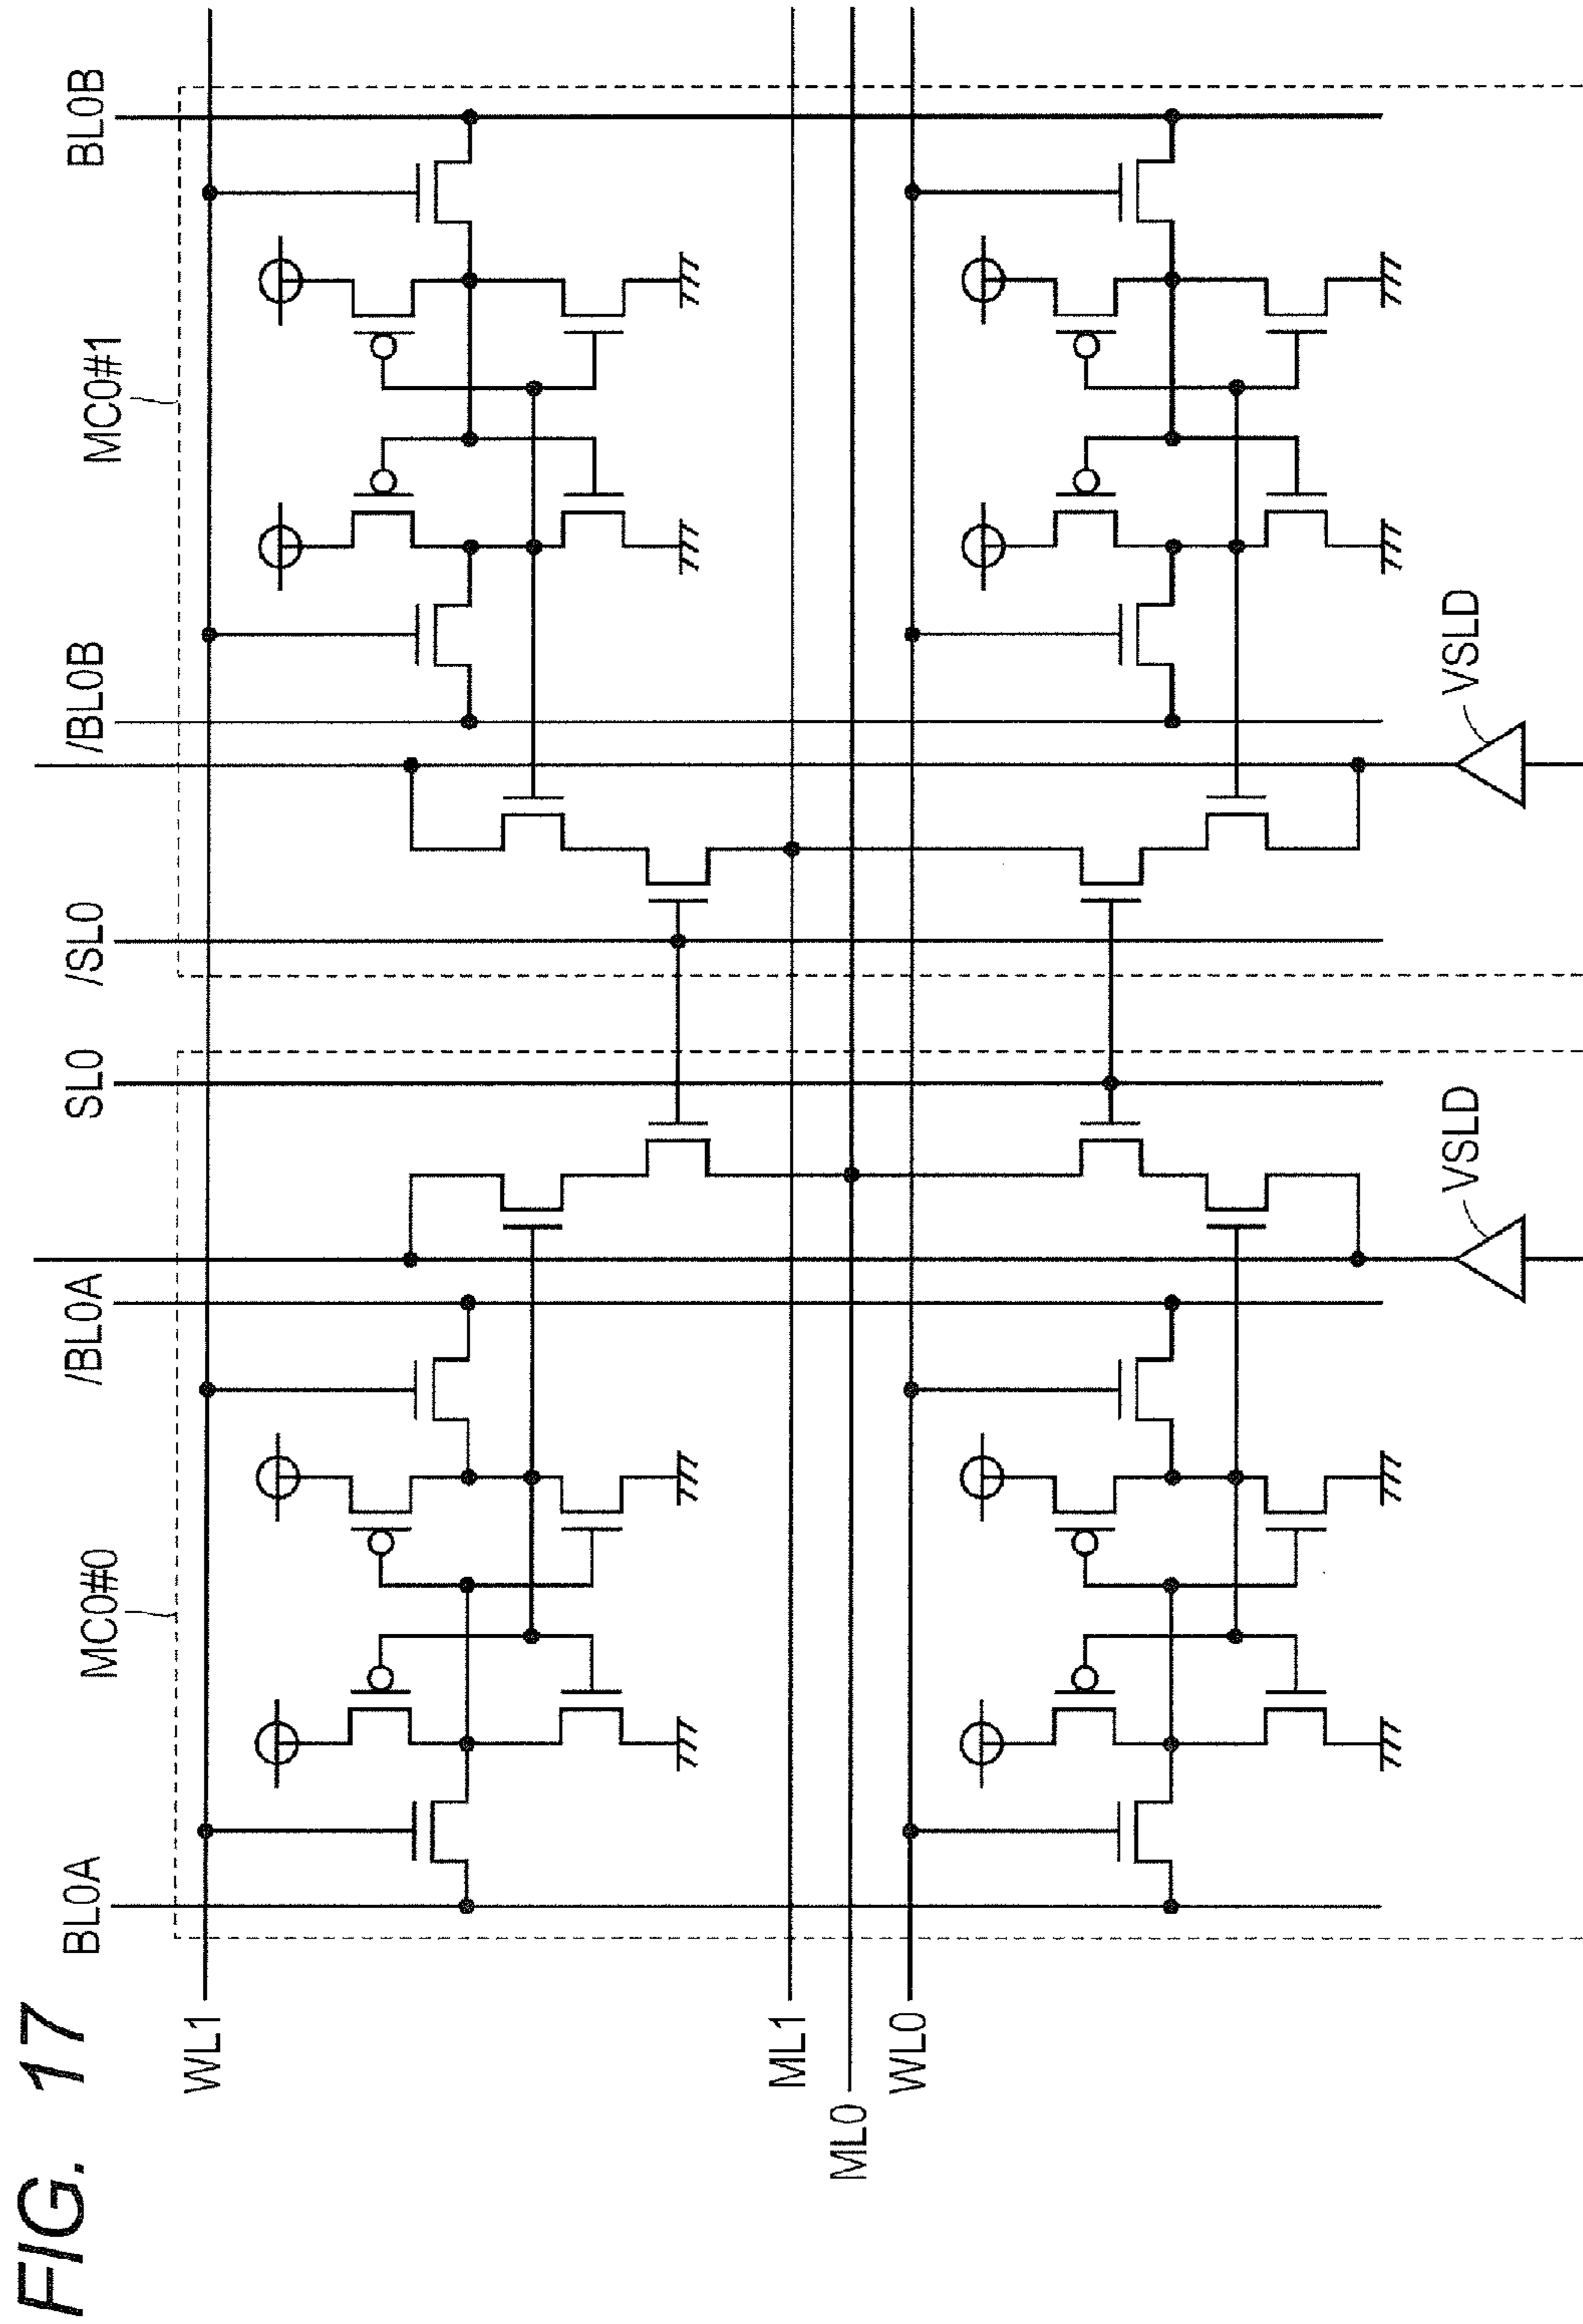 FIG. 17
BL0A
MC0#0
/BL0A
SL0
/SL0
/BL0B
MC0#1
BL0B
WL1
ML1
ML0
WL0
VSLD
VSLD